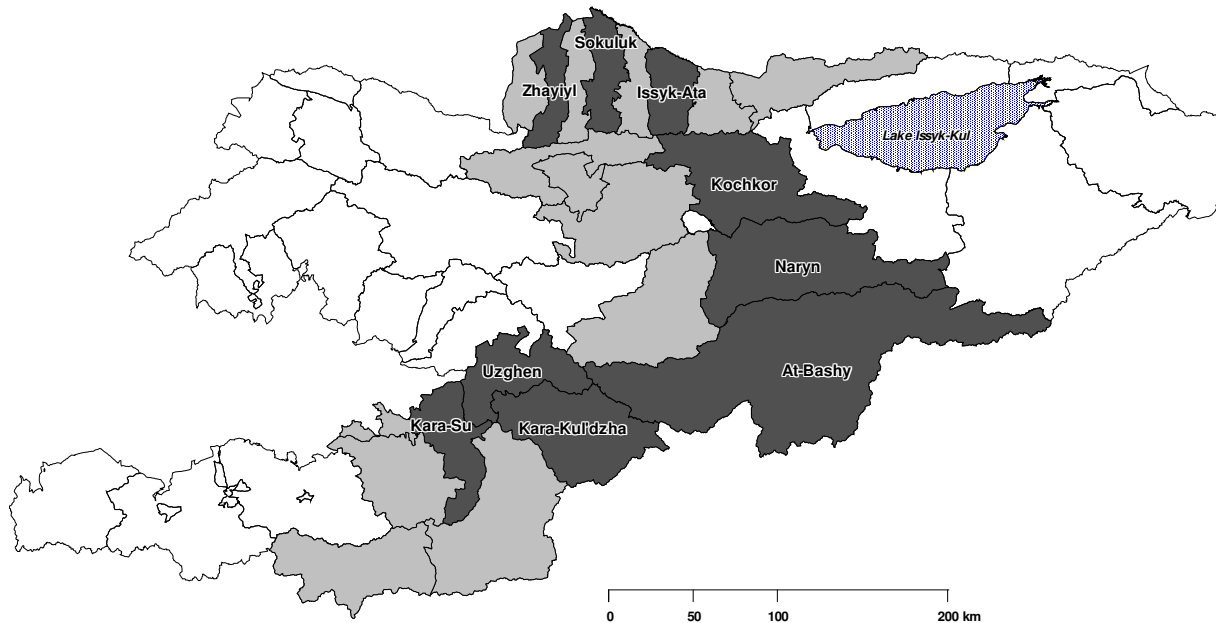 Sokuluk
Zhayiyl
Issyk-Ata
Lake Issyk-Kul
Kochkor
Naryn
At-Bashy
Uzghen
Kara-Su
Kara-Kul'dzha
0 50 100 200 km